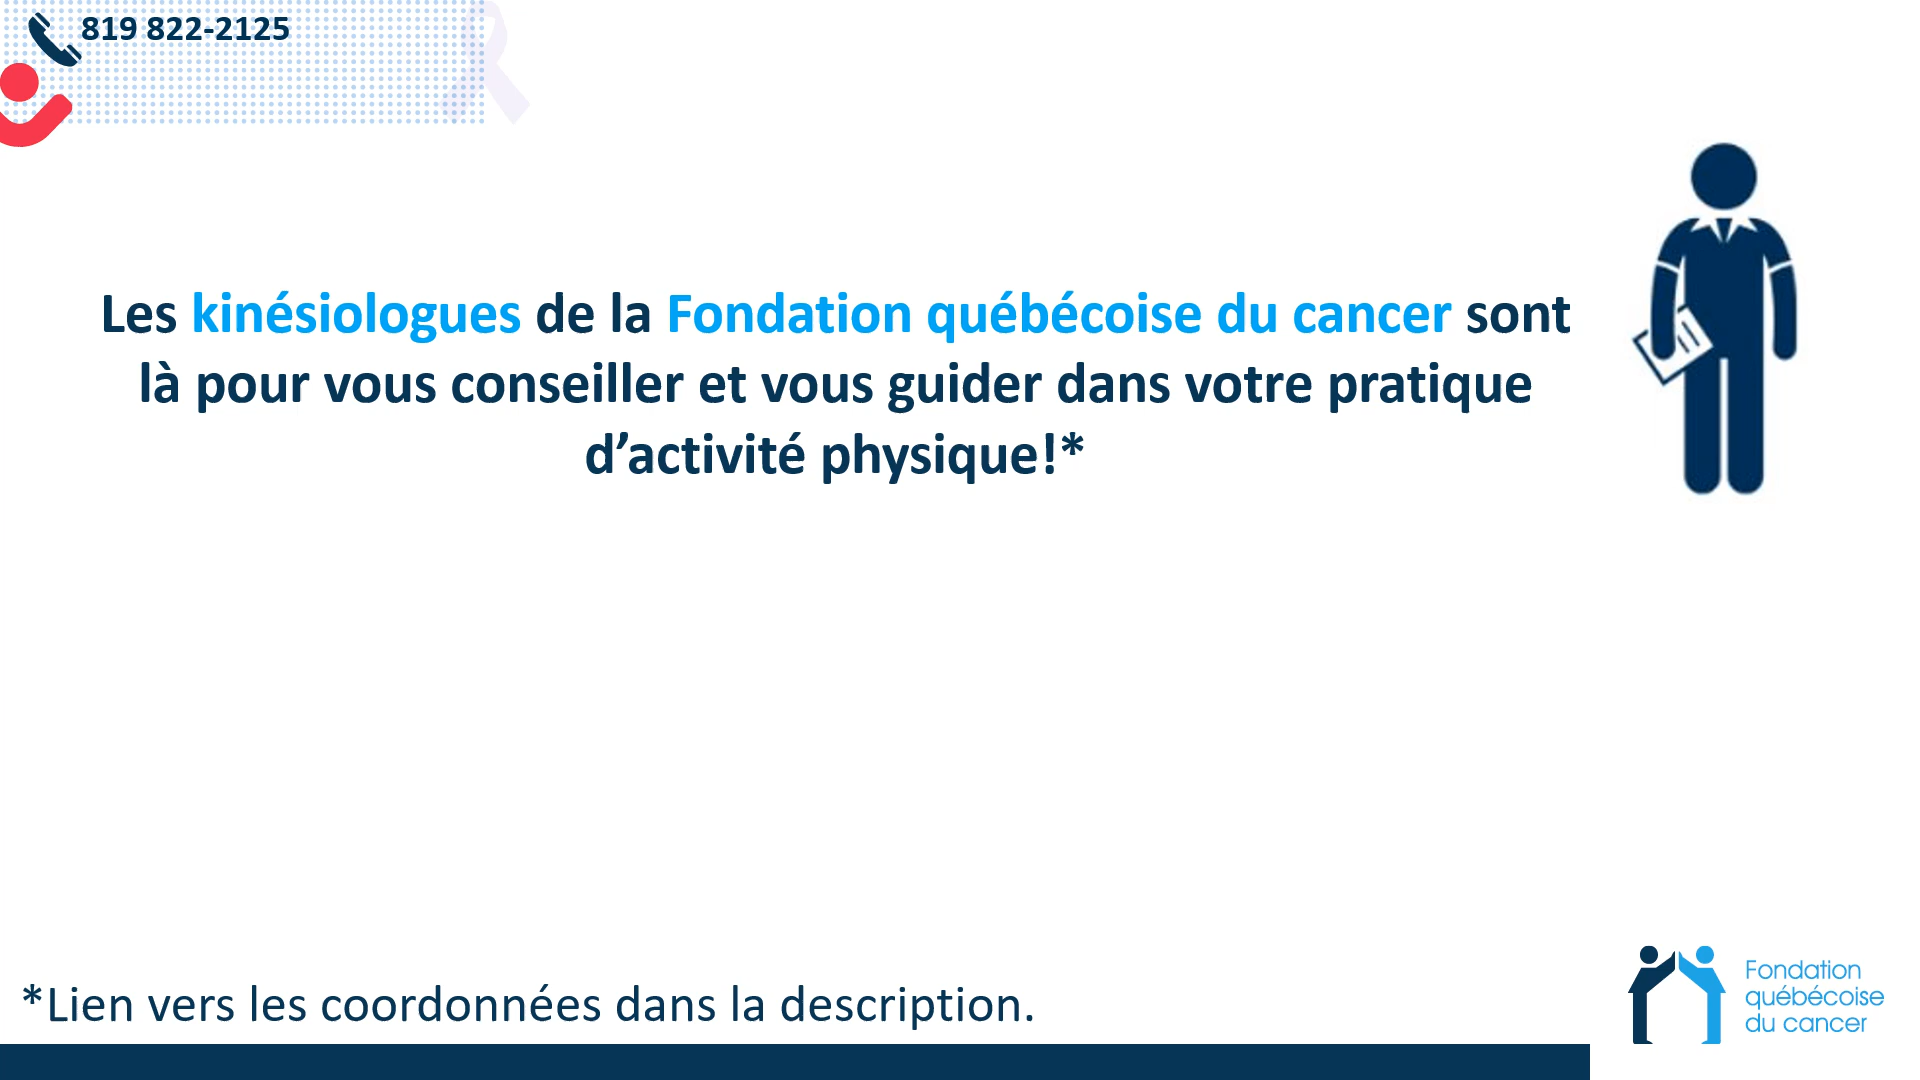 819 822-2125
Les kinésiologues de la Fondation québécoise du cancer sont
là pour vous conseiller et vous guider dans votre pratique
d’activité physique!*
*Lien vers les coordonnées dans la description.
Fondation
québécoise
du cancer